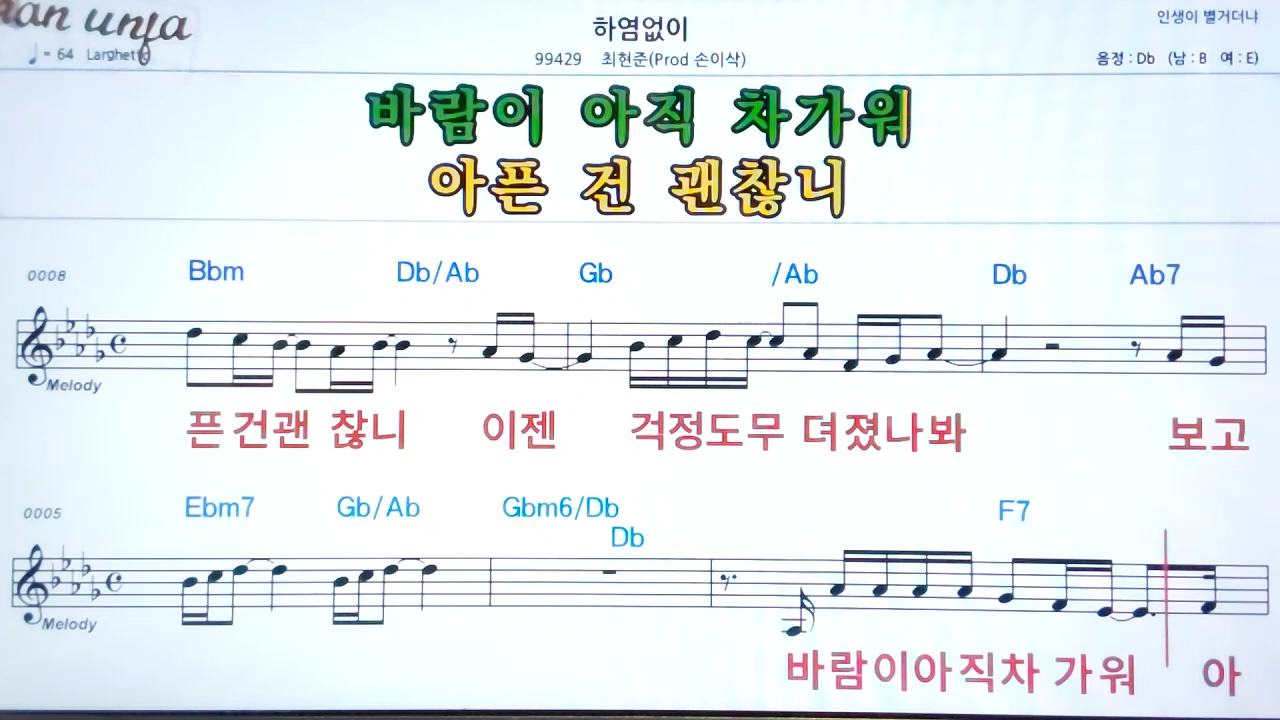 하염없이
인생이 별거더냐
♩= 64 Larghetto
99429 최현준(Prod 손이삭)
음정 : Db (남 : B 여 : E)
바람이 아직 차가워
아픈 건 괜찮니
0008 Bbm Db/Ab Gb /Ab Db Ab7
Melody
픈 건괜 찮니 이젠 걱정도무 뎌졌나봐 보고
0005 Ebm7 Gb/Ab Gbm6/Db F7
Db
Melody
바람이아직차 가워 아